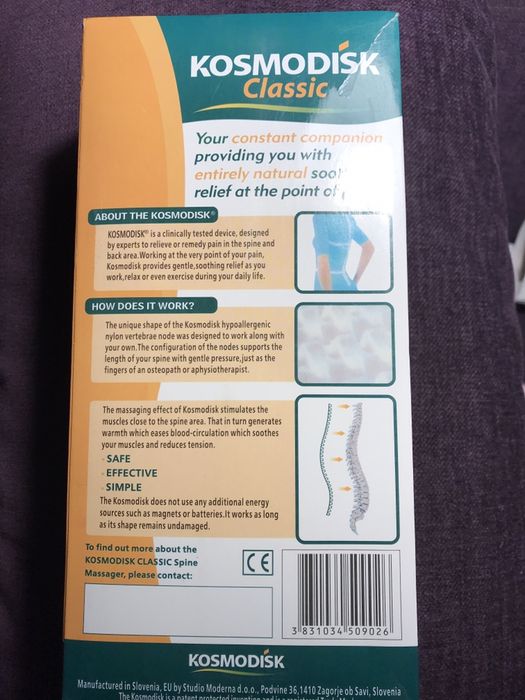 KOSMODISK
Classic
Your constant companion
providing you with
entirely natural
relief at the point of
ABOUT THE KOSMODISK®
KOSMODISK® is a clinically tested device, designed
by experts to relieve or remedy pain in the spine and
back area.Working at the very point of your pain,
Kosmodisk provides gentle,soothing relief as you
work,relax or even exercise during your daily life.
HOW DOES IT WORK?
The unique shape of the Kosmodisk hypoallergenic
nylon vertebrae node was designed to work along with
your own.The configuration of the nodes supports the
length of your spine with gentle pressure,just as the
fingers of an osteopath or aphysiotherapist.
The massaging effect of Kosmodisk stimulates the
muscles close to the spine area. That in turn generates
warmth which eases blood-circulation which soothes
your muscles and reduces tension.
- SAFE
- EFFECTIVE
- SIMPLE
The Kosmodisk does not use any additional energy
sources such as magnets or batteries.It works as long
as its shape remains undamaged.
To find out more about the
KOSMODISK CLASSIC Spine
Massager, please contact:
CE
3 831034 509026
KOSMODISK
Manufactured in Slovenia, EU by Studio Moderna d.o.o., Podvine 36,1410 Zagorje ob Savi, Slovenia
The Kosmodisk is a patent protected invention and is a registered